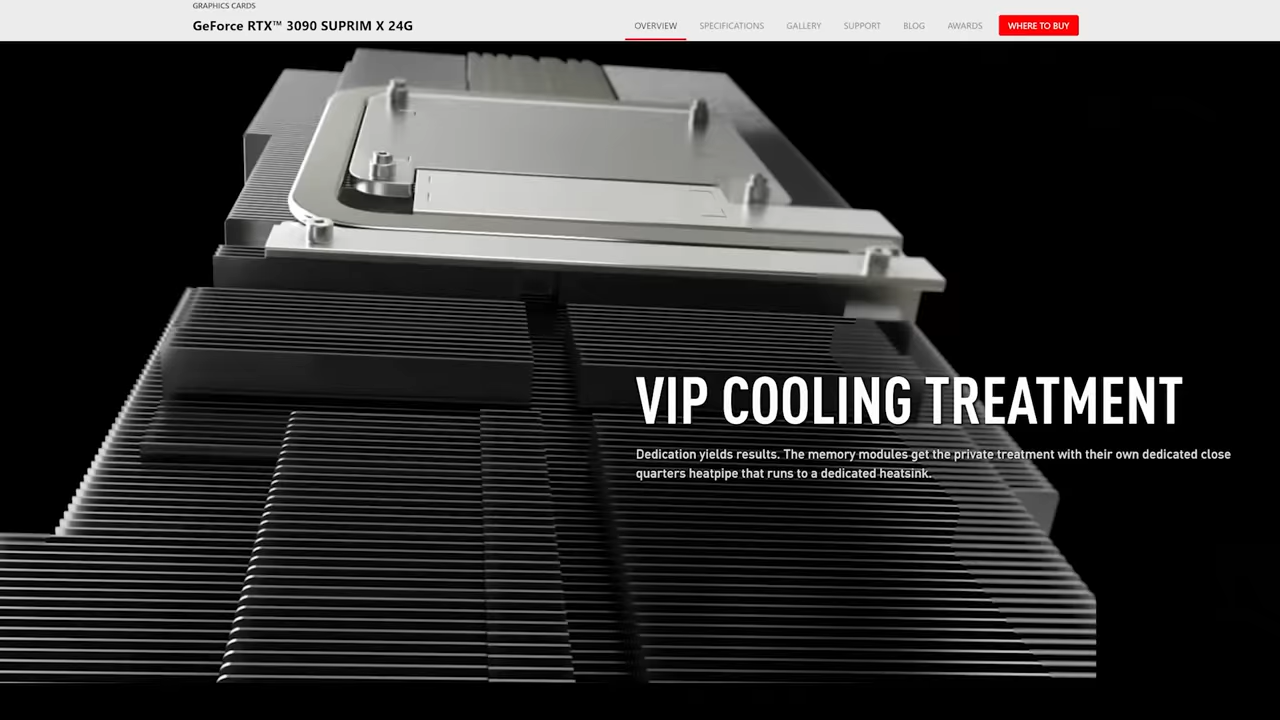 GRAPHICS CARDS
GeForce RTX™ 3090 SUPRIM X 24G
OVERVIEW
SPECIFICATIONS
GALLERY
SUPPORT
BLOG
AWARDS
WHERE TO BUY
VIP COOLING TREATMENT
Dedication yields results. The memory modules get the private treatment with their own dedicated close
quarters heatpipe that runs to a dedicated heatsink.